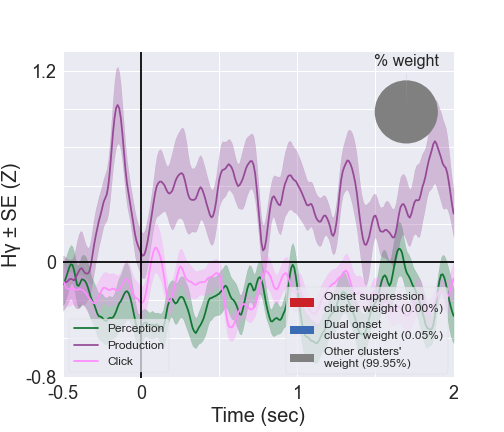 % weight
1.2
0
-0.8
Hγ ± SE (Z)
Perception
Production
Click
Onset suppression
cluster weight (0.00%)
Dual onset
cluster weight (0.05%)
Other clusters'
weight (99.95%)
-0.5
0
1
2
Time (sec)